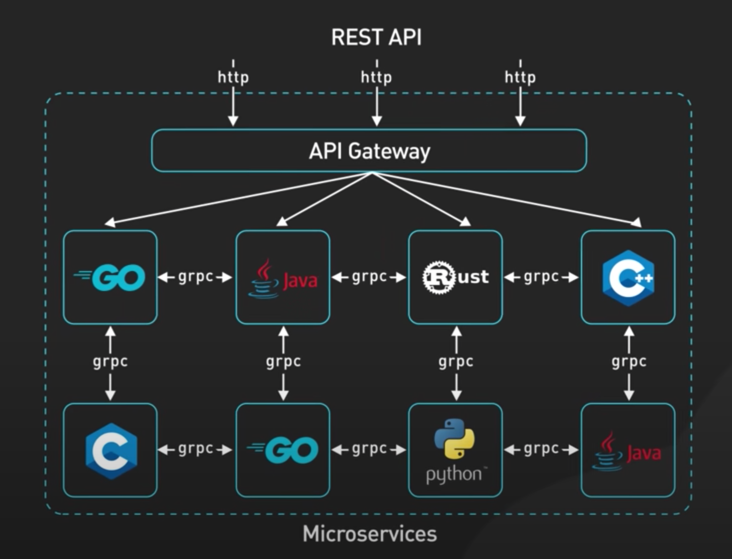 REST API
http http http
API Gateway
GO grpc Java grpc Rust grpc C++
grpc grpc grpc grpc
C grpc GO grpc python grpc Java
Microservices